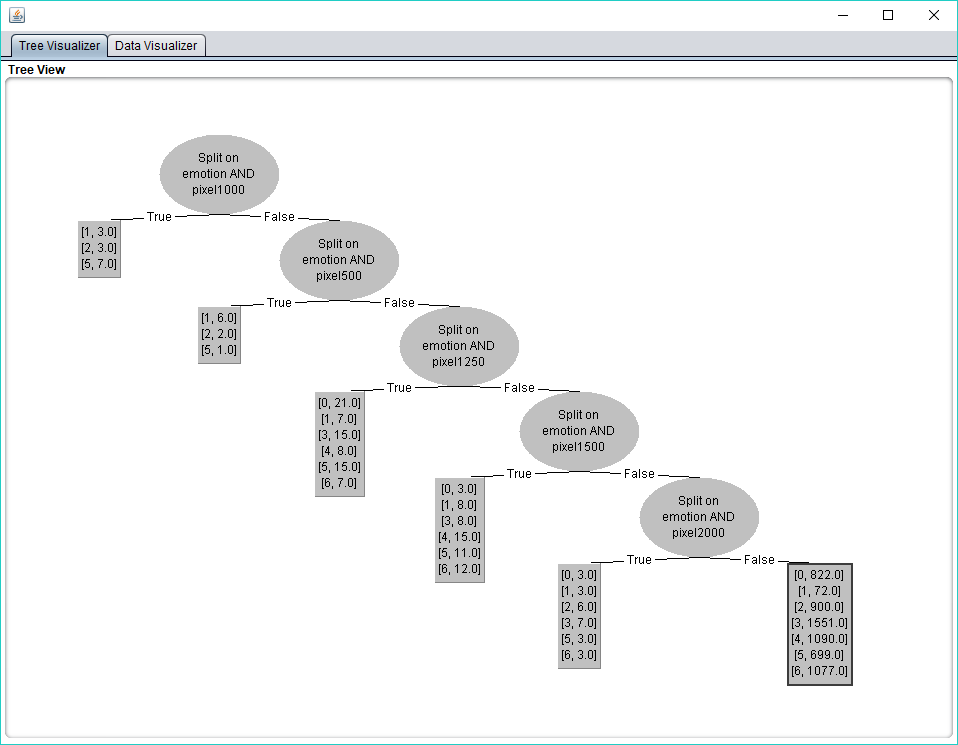 Tree Visualizer
Data Visualizer
Tree View
Split on
emotion AND
pixel1000
True
False
[1, 3.0]
[2, 3.0]
[5, 7.0]
Split on
emotion AND
pixel500
True
False
[1, 6.0]
[2, 2.0]
[5, 1.0]
Split on
emotion AND
pixel1250
True
False
[0, 21.0]
[1, 7.0]
[3, 15.0]
[4, 8.0]
[5, 15.0]
[6, 7.0]
Split on
emotion AND
pixel1500
True
False
[0, 3.0]
[1, 8.0]
[3, 8.0]
[4, 15.0]
[5, 11.0]
[6, 12.0]
Split on
emotion AND
pixel2000
True
False
[0, 3.0]
[1, 3.0]
[2, 6.0]
[3, 7.0]
[5, 3.0]
[6, 3.0]
[0, 822.0]
[1, 72.0]
[2, 900.0]
[3, 1551.0]
[4, 1090.0]
[5, 699.0]
[6, 1077.0]